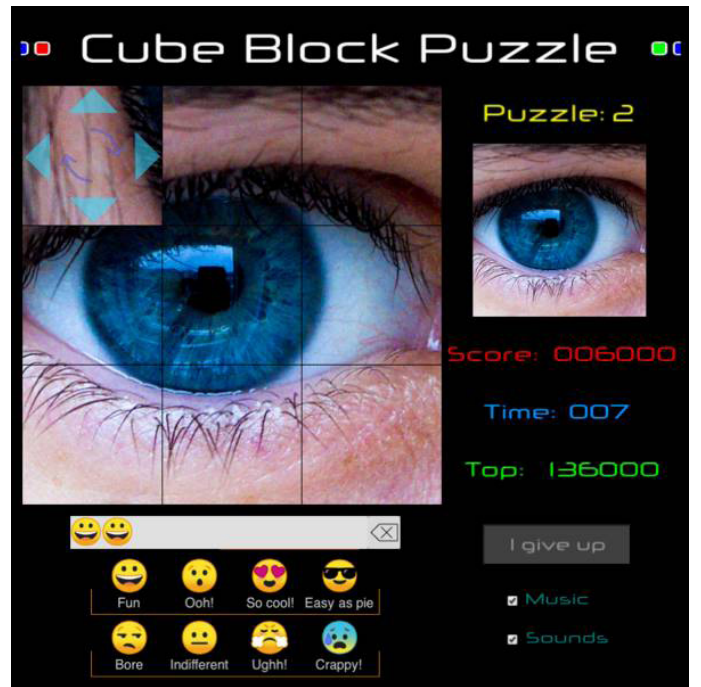 Cube Block Puzzle
Puzzle: 2
Score: 006000
Time: 007
Top: 136000
I give up
Fun Ooh! So cool! Easy as pie
Music
Bore Indifferent Ughh! Crappy!
Sounds